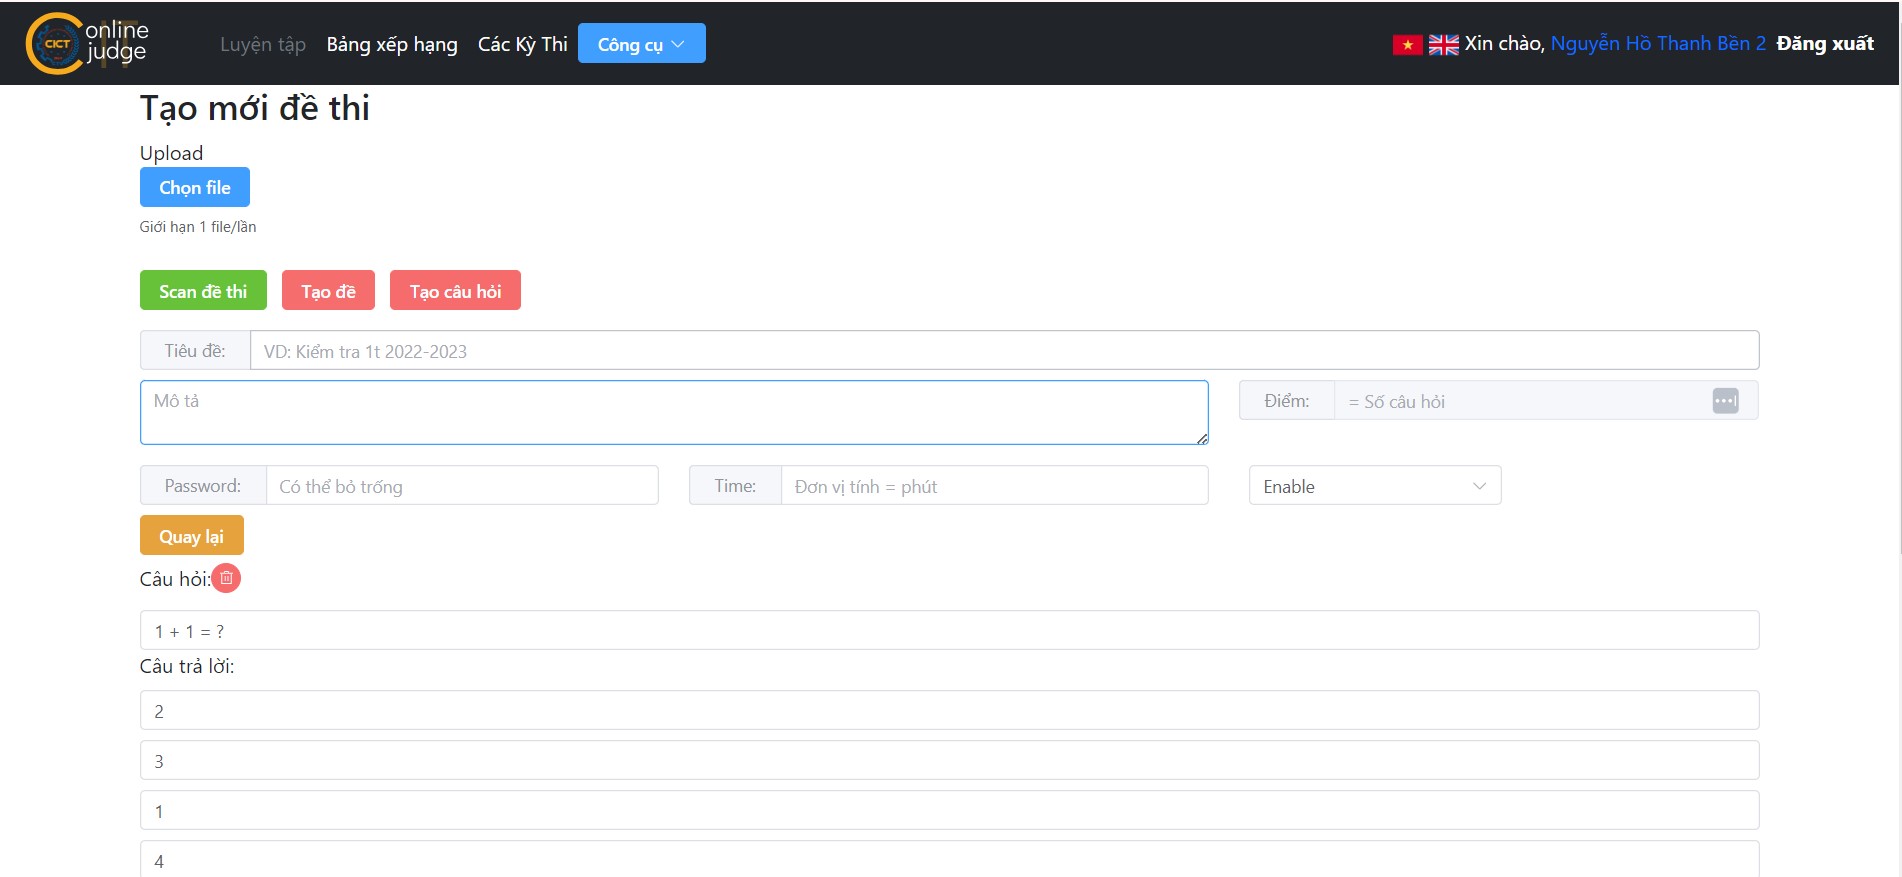 CICT
online
judge
Luyện tập Bảng xếp hạng Các Kỳ Thi Công cụ Xin chào, Nguyễn Hồ Thanh Bền 2 Đăng xuất
Tạo mới đề thi
Upload
Chọn file
Giới hạn 1 file/lần
Scan đề thi Tạo đề Tạo câu hỏi
Tiêu đề: VD: Kiểm tra 1t 2022-2023
Mô tả Điểm: = Số câu hỏi
Password: Có thể bỏ trống Time: Đơn vị tính = phút Enable
Quay lại
Câu hỏi:
1 + 1 = ?
Câu trả lời:
2
3
1
4